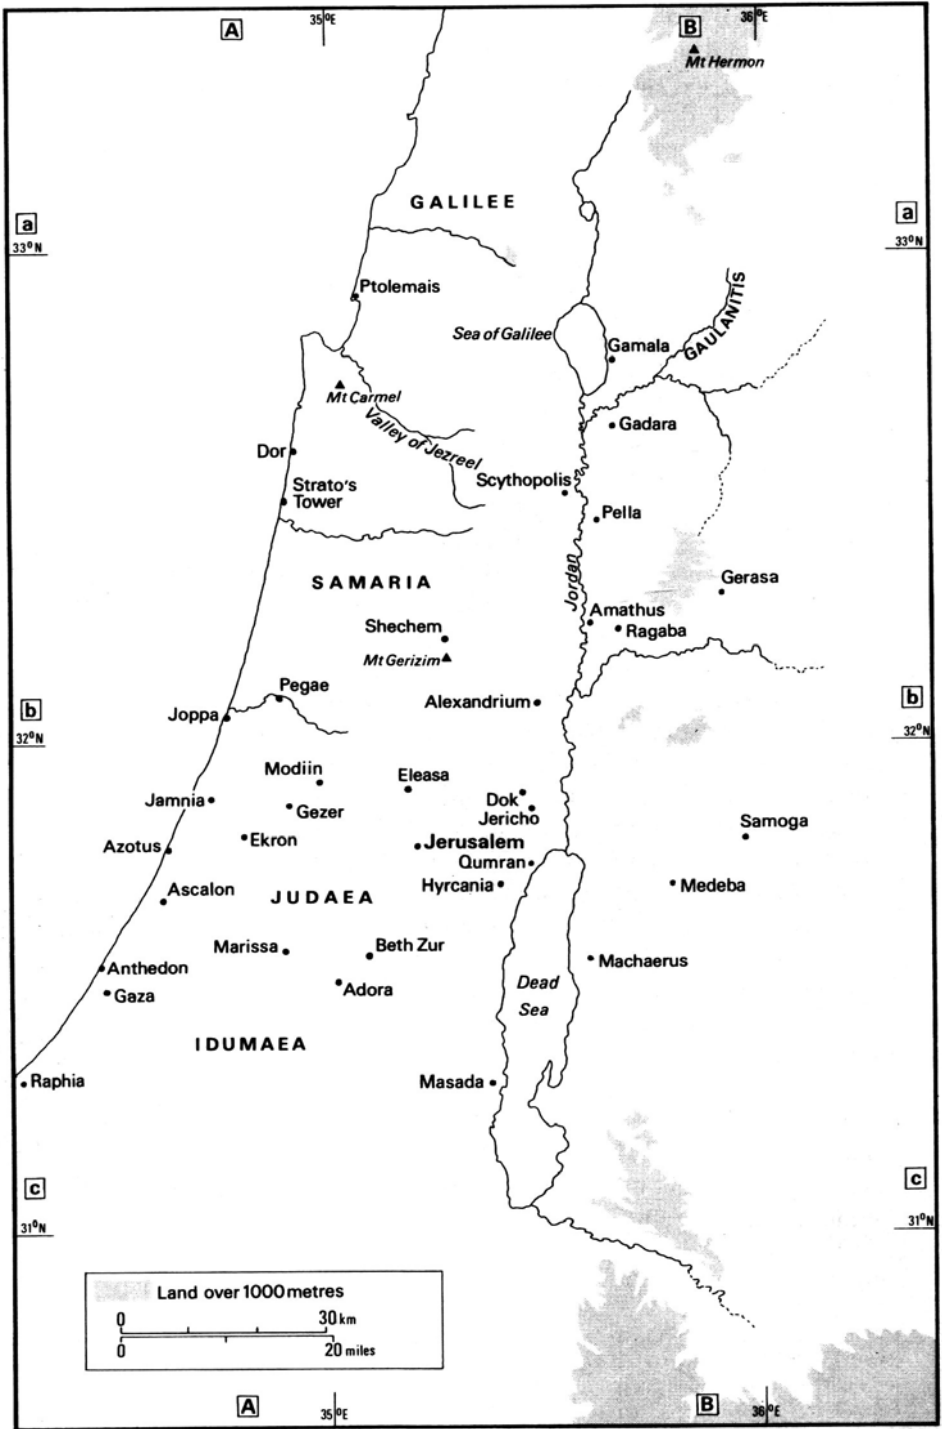 A
35°E
B
36°E
Mt Hermon
GALILEE
a
a
33°N
33°N
Ptolemais
Sea of Galilee
Gamala
GAULANITIS
Mt Carmel
Valley of Jezreel
Gadara
Dor
Strato's
Tower
Scythopolis
Pella
Jordan
SAMARIA
Gerasa
Amathus
Ragaba
Shechem
Mt Gerizim
Pegae
Alexandrium
b
Joppa
b
32°N
32°N
Modiin
Eleasa
Jamnia
Gezer
Dok
Jericho
Samoga
Azotus
Ekron
Jerusalem
Qumran
Ascalon
JUDAEA
Hyrcania
Medeba
Marissa
Beth Zur
Anthedon
Machaerus
Gaza
Adora
Dead
Sea
IDUMAEA
Raphia
Masada
c
c
31°N
31°N
Land over 1000 metres
0 30 km
0 20 miles
A
35°E
B
36°E